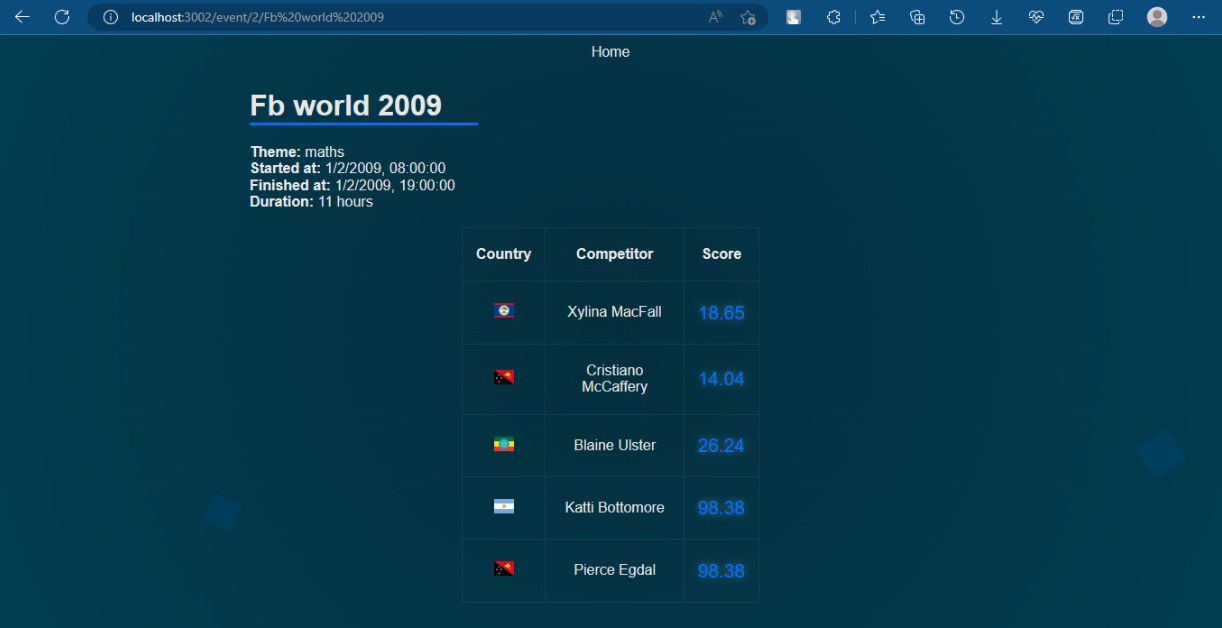 localhost:3002/event/2/Fb%20world%202009
Home
Fb world 2009
Theme: maths
Started at: 1/2/2009, 08:00:00
Finished at: 1/2/2009, 19:00:00
Duration: 11 hours
Country Competitor Score
Xylina MacFall 18.65
Cristiano
McCaffery 14.04
Blaine Ulster 26.24
Katti Bottomore 98.38
Pierce Egdal 98.38